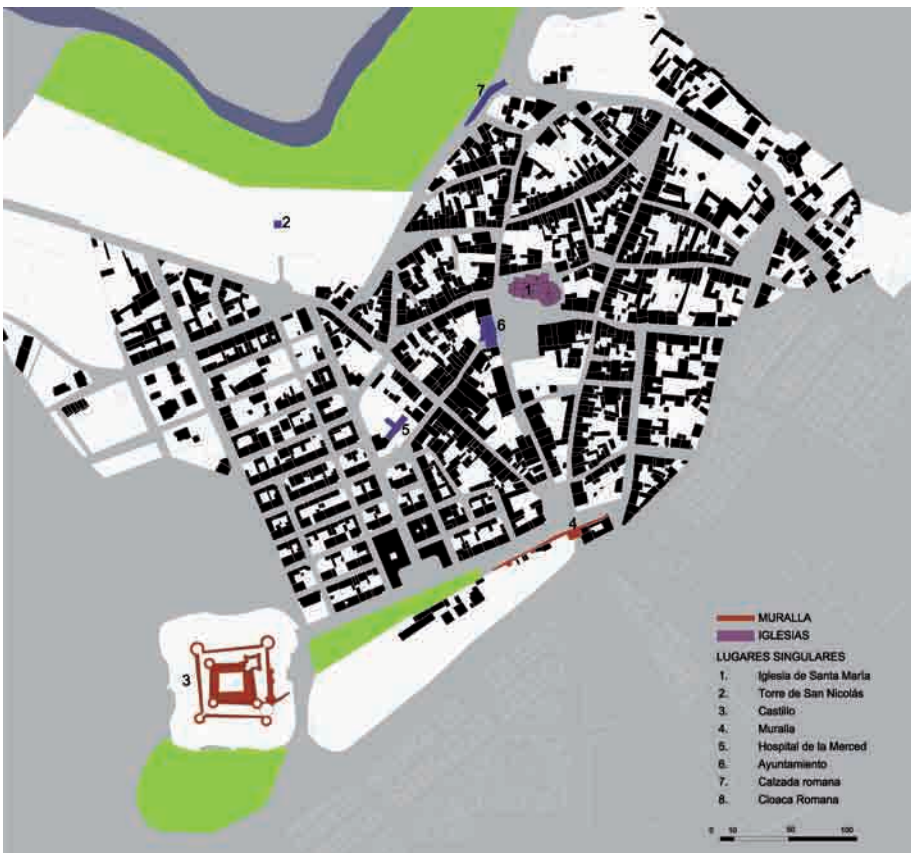 7
2
1
6
5
4
3
MURALLA
IGLESIAS
LUGARES SINGULARES
1. Iglesia de Santa María
2. Torre de San Nicolás
3. Castillo
4. Muralla
5. Hospital de la Merced
6. Ayuntamiento
7. Calzada romana
8. Cloaca Romana
0 10 50 100